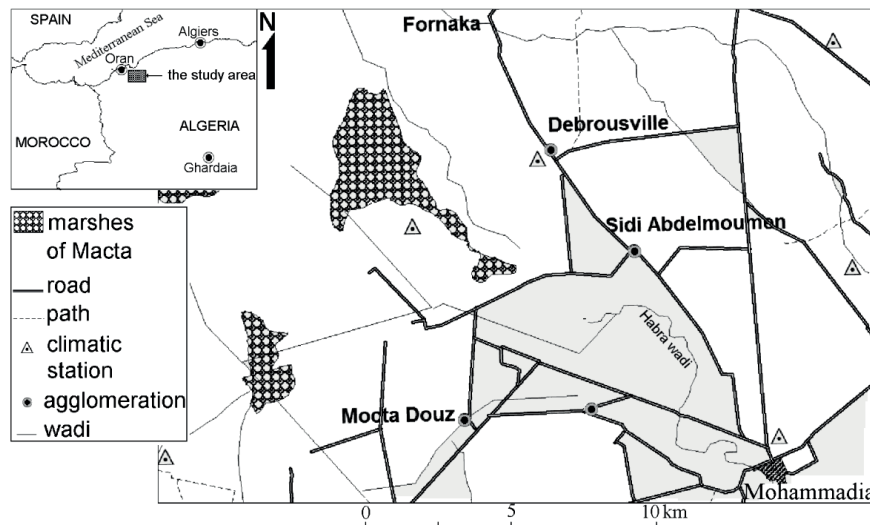 SPAIN
Mediterranean Sea
Algiers
Oran
the study area
MOROCCO
ALGERIA
Ghardaia
N
Fornaka
Debrousville
Sidi Abdelmoumen
Habra wadi
Mocta Douz
Mohammadia
marshes
of Macta
road
path
climatic
station
agglomeration
wadi
0 5 10 km